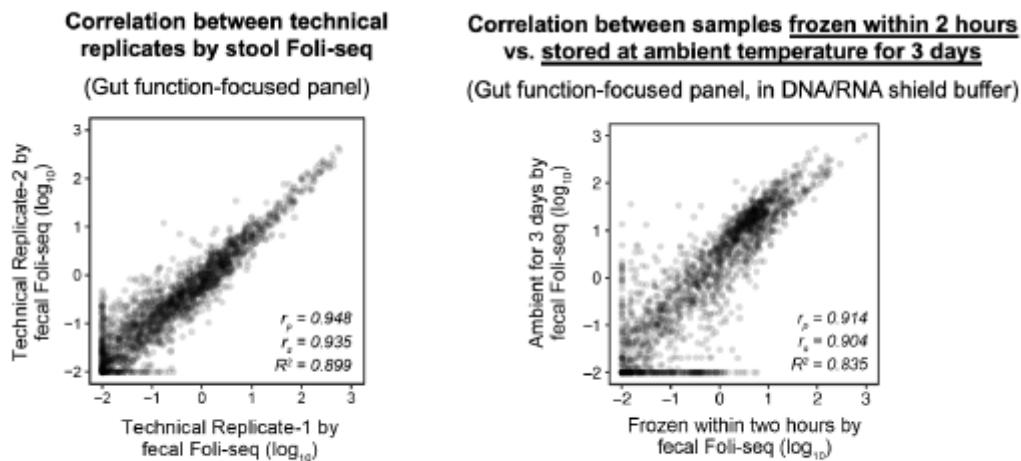 Correlation between technical
replicates by stool Foli-seq
(Gut function-focused panel)
Technical Replicate-2 by
fecal Foli-seq (log10)
3
2
1
0
−1
−2
rp = 0.948
rs = 0.935
R² = 0.899
−2 −1 0 1 2 3
Technical Replicate-1 by
fecal Foli-seq (log10)
Correlation between samples frozen within 2 hours
vs. stored at ambient temperature for 3 days
(Gut function-focused panel, in DNA/RNA shield buffer)
Ambient for 3 days by
fecal Foli-seq (log10)
3
2
1
0
−1
−2
rp = 0.914
rs = 0.904
R² = 0.835
−2 −1 0 1 2 3
Frozen within two hours by
fecal Foli-seq (log10)